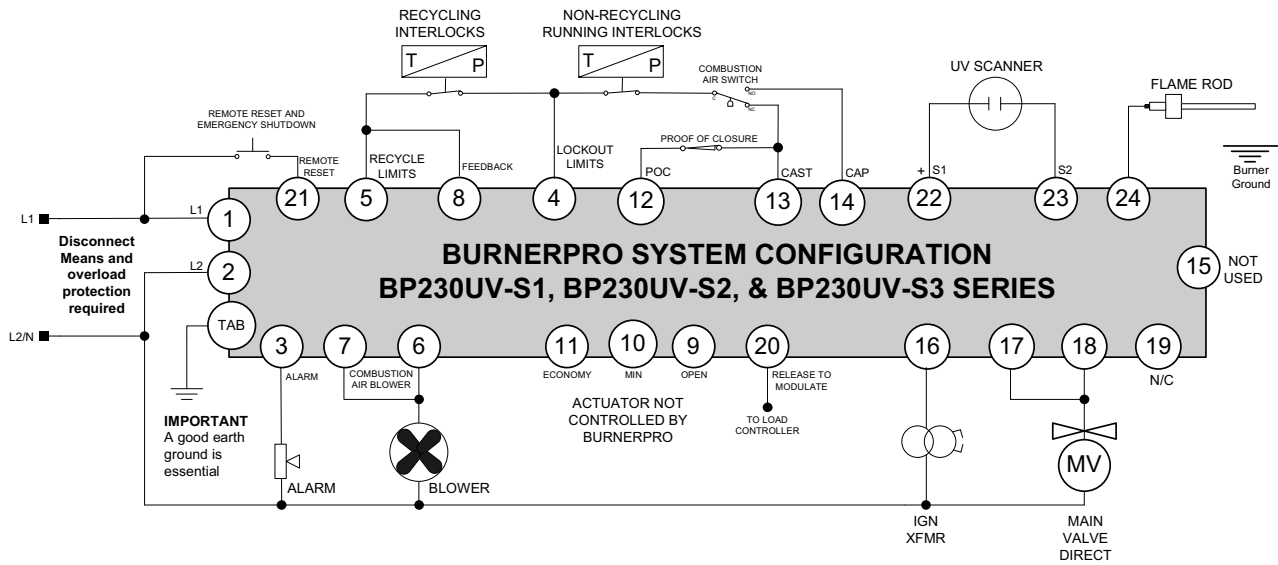 RECYCLING
INTERLOCKS
T
P
NON-RECYCLING
RUNNING INTERLOCKS
T
P
COMBUSTION
AIR SWITCH
C
NO
NC
UV SCANNER
FLAME ROD
REMOTE RESET AND
EMERGENCY SHUTDOWN
REMOTE
RESET
RECYCLE
LIMITS
FEEDBACK
LOCKOUT
LIMITS
PROOF OF CLOSURE
POC
CAST
CAP
+ S1
S2
Burner
Ground
21
5
8
4
12
13
14
22
23
24
L1
L1
1
Disconnect
Means and
overload
protection
required
L2
2
L2/N
TAB
BURNERPRO SYSTEM CONFIGURATION
BP230UV-S1, BP230UV-S2, & BP230UV-S3 SERIES
15
NOT
USED
3
7
6
11
10
9
20
16
17
18
19
ALARM
COMBUSTION
AIR BLOWER
ECONOMY
MIN
OPEN
RELEASE TO
MODULATE
N/C
IMPORTANT
A good earth
ground is
essential
ACTUATOR NOT
CONTROLLED BY
BURNERPRO
TO LOAD
CONTROLLER
MV
ALARM
BLOWER
IGN
XFMR
MAIN
VALVE
DIRECT